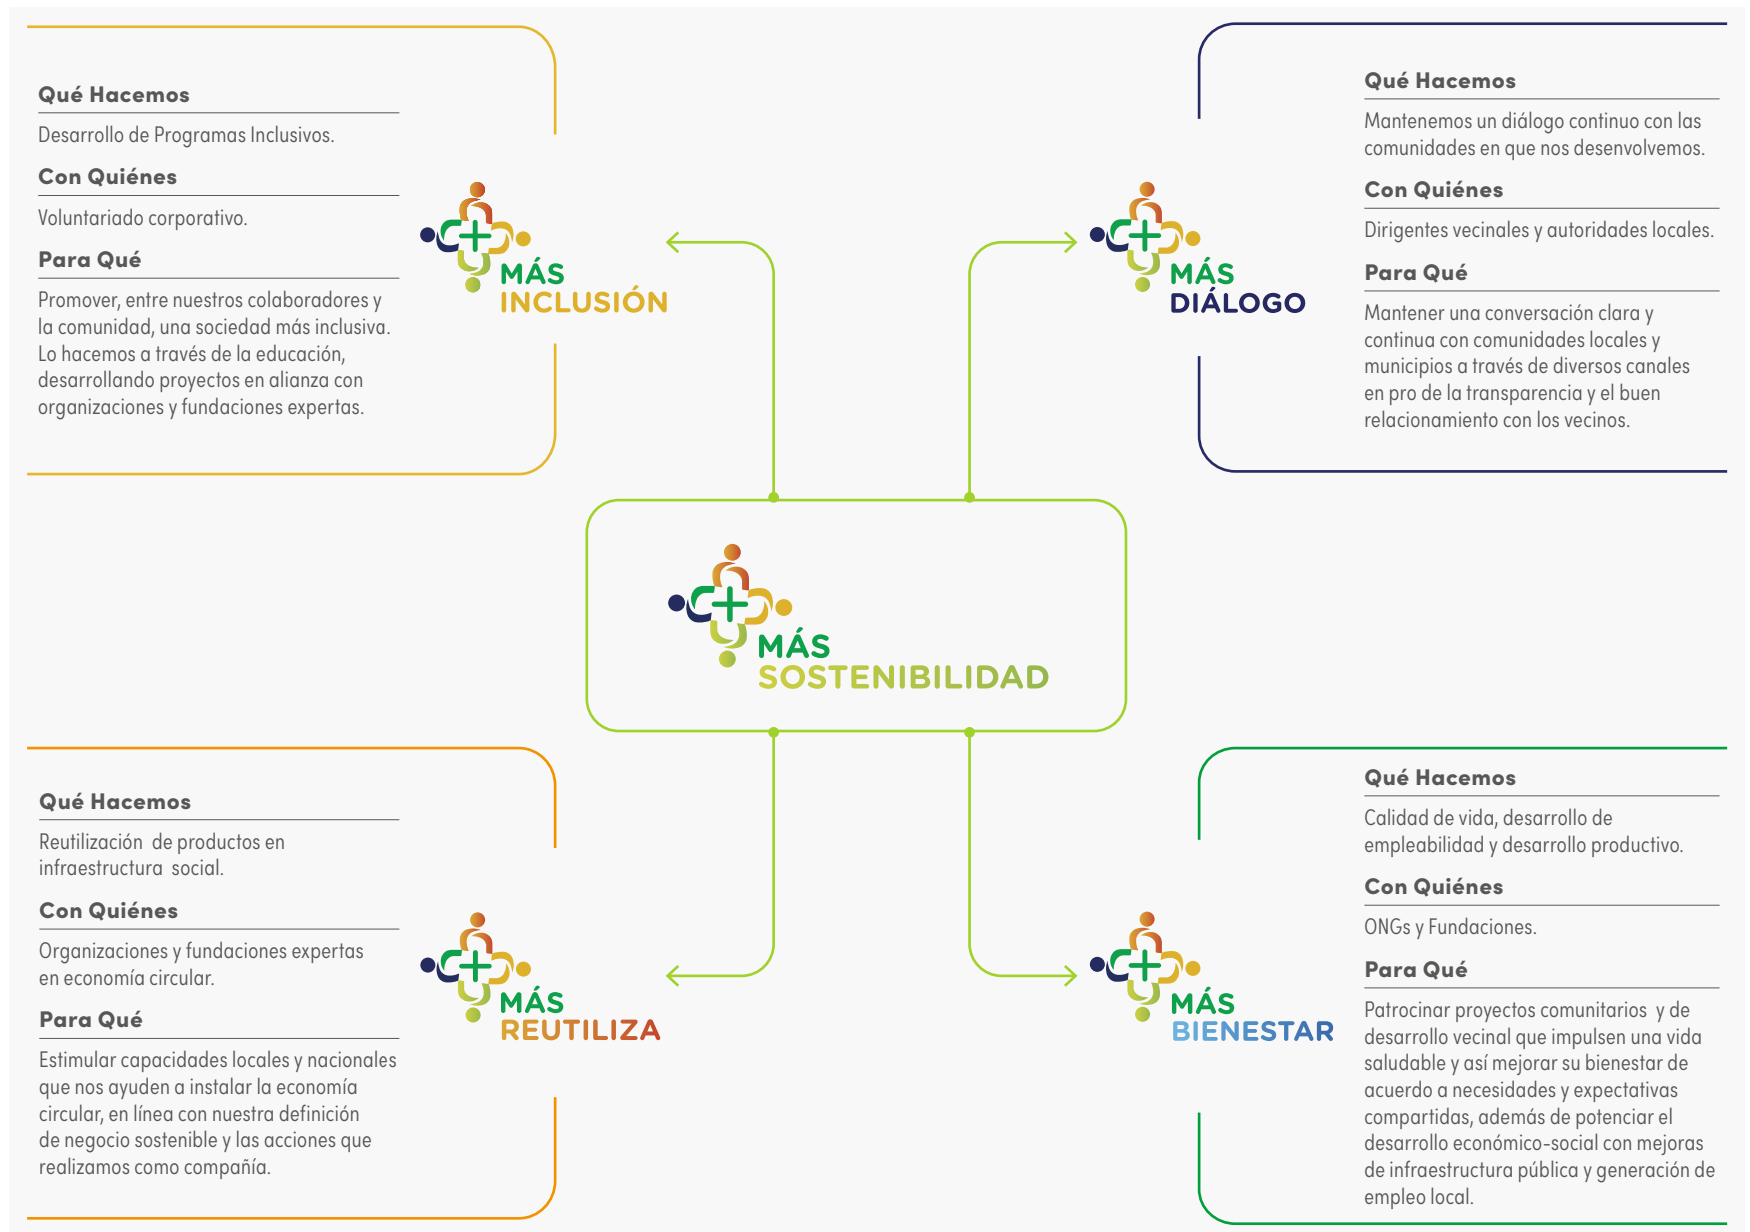 Qué Hacemos
Desarrollo de Programas Inclusivos.
Con Quiénes
Voluntariado corporativo.
Para Qué
Promover, entre nuestros colaboradores y
la comunidad, una sociedad más inclusiva.
Lo hacemos a través de la educación,
desarrollando proyectos en alianza con
organizaciones y fundaciones expertas.
MÁS
INCLUSIÓN
MÁS
DIÁLOGO
Qué Hacemos
Mantenemos un diálogo continuo con las
comunidades en que nos desenvolvemos.
Con Quiénes
Dirigentes vecinales y autoridades locales.
Para Qué
Mantener una conversación clara y
continua con comunidades locales y
municipios a través de diversos canales
en pro de la transparencia y el buen
relacionamiento con los vecinos.
MÁS
SOSTENIBILIDAD
Qué Hacemos
Reutilización de productos en
infraestructura social.
Con Quiénes
Organizaciones y fundaciones expertas
en economía circular.
Para Qué
Estimular capacidades locales y nacionales
que nos ayuden a instalar la economía
circular, en línea con nuestra definición
de negocio sostenible y las acciones que
realizamos como compañía.
MÁS
REUTILIZA
MÁS
BIENESTAR
Qué Hacemos
Calidad de vida, desarrollo de
empleabilidad y desarrollo productivo.
Con Quiénes
ONGs y Fundaciones.
Para Qué
Patrocinar proyectos comunitarios y de
desarrollo vecinal que impulsen una vida
saludable y así mejorar su bienestar de
acuerdo a necesidades y expectativas
compartidas, además de potenciar el
desarrollo económico-social con mejoras
de infraestructura pública y generación de
empleo local.